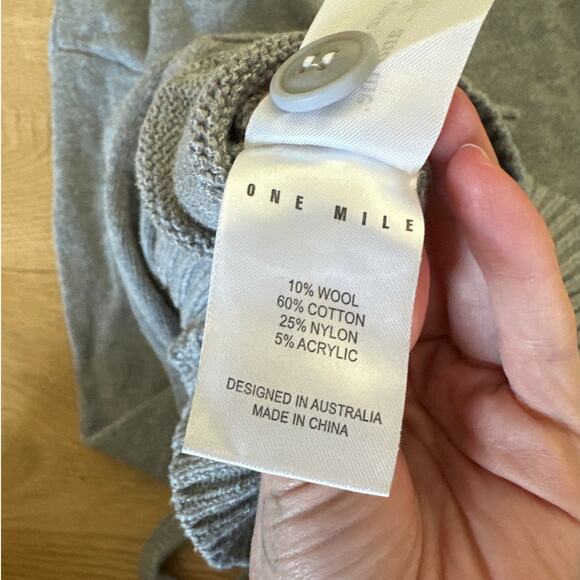 ONE MILE
10% WOOL
60% COTTON
25% NYLON
5% ACRYLIC
DESIGNED IN AUSTRALIA
MADE IN CHINA